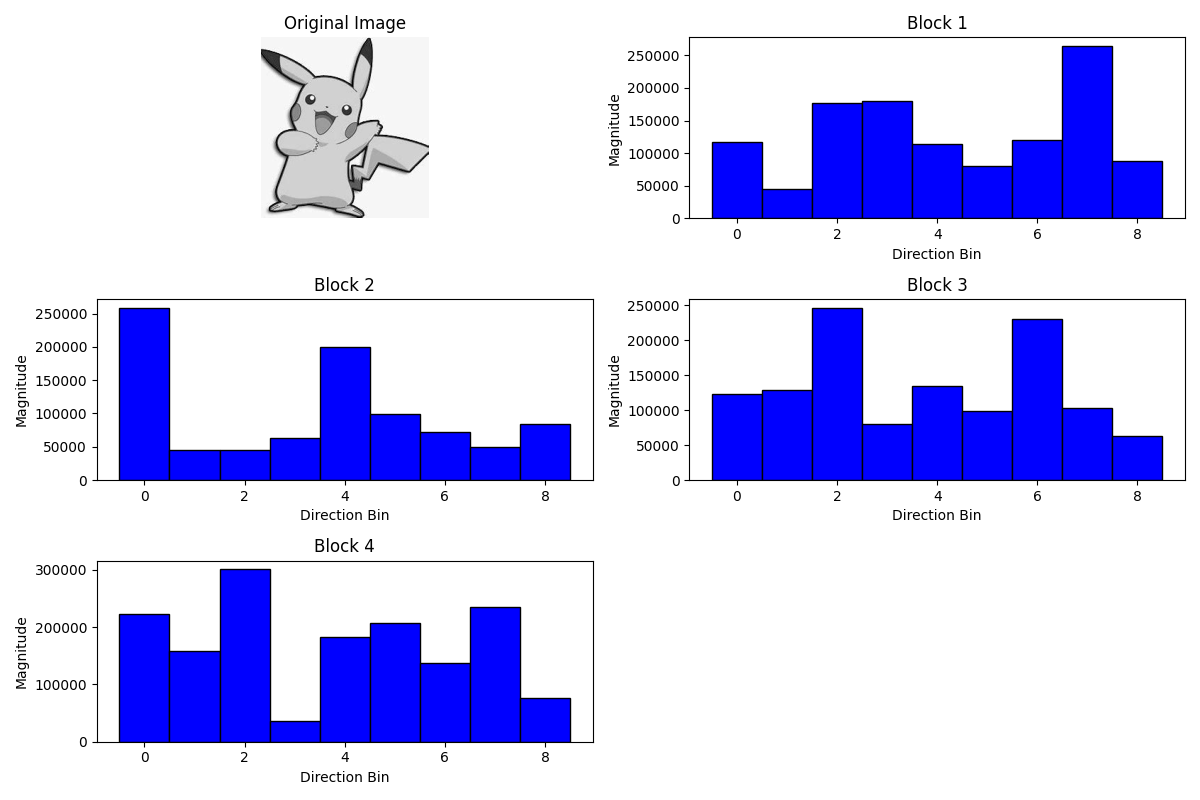 Original Image
Block 1
250000
200000
150000
100000
50000
0
Magnitude
0 2 4 6 8
Direction Bin
Block 2
250000
200000
150000
100000
50000
0
Magnitude
0 2 4 6 8
Direction Bin
Block 3
250000
200000
150000
100000
50000
0
Magnitude
0 2 4 6 8
Direction Bin
Block 4
300000
200000
100000
0
Magnitude
0 2 4 6 8
Direction Bin